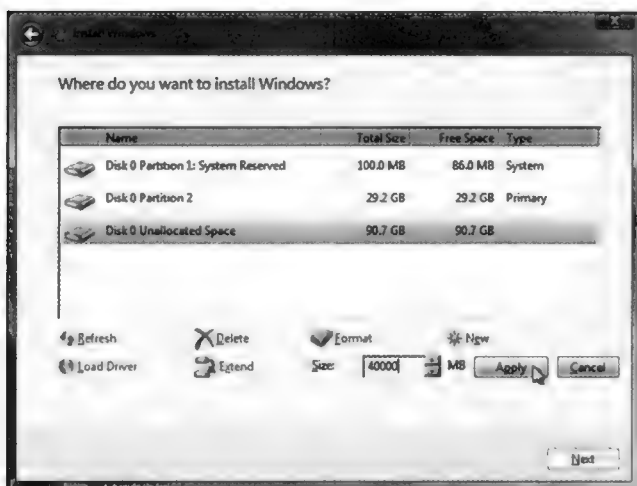 Install Windows
Where do you want to install Windows?
Name Total Size Free Space Type
Disk 0 Partition 1: System Reserved 100.0 MB 86.0 MB System
Disk 0 Partition 2 29.2 GB 29.2 GB Primary
Disk 0 Unallocated Space 90.7 GB 90.7 GB
Refresh Delete Format New
Load Driver Extend Size: 40000 MB Apply Cancel
Next